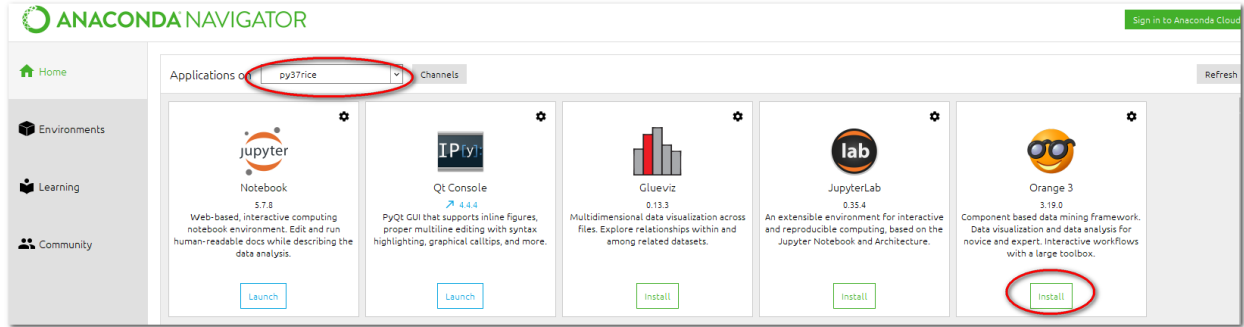 ANACONDA NAVIGATOR
Sign in to Anaconda Cloud
Home
Applications on py37rice Channels Refresh
Environments
Learning
Community
jupyter
Notebook
5.7.8
Web-based, interactive computing
notebook environment. Edit and run
human-readable docs while describing the
data analysis.
Launch
IP[y]:
Qt Console
4.4.4
PyQt GUI that supports inline figures,
proper multiline editing with syntax
highlighting, graphical calltips, and more.
Launch
Glueviz
0.13.3
Multidimensional data visualization across
files. Explore relationships within and
among related datasets.
Install
lab
JupyterLab
0.35.4
An extensible environment for interactive
and reproducible computing, based on the
Jupyter Notebook and Architecture.
Install
Orange 3
3.19.0
Component based data mining framework.
Data visualization and data analysis for
novice and expert. Interactive workflows
with a large toolbox.
Install